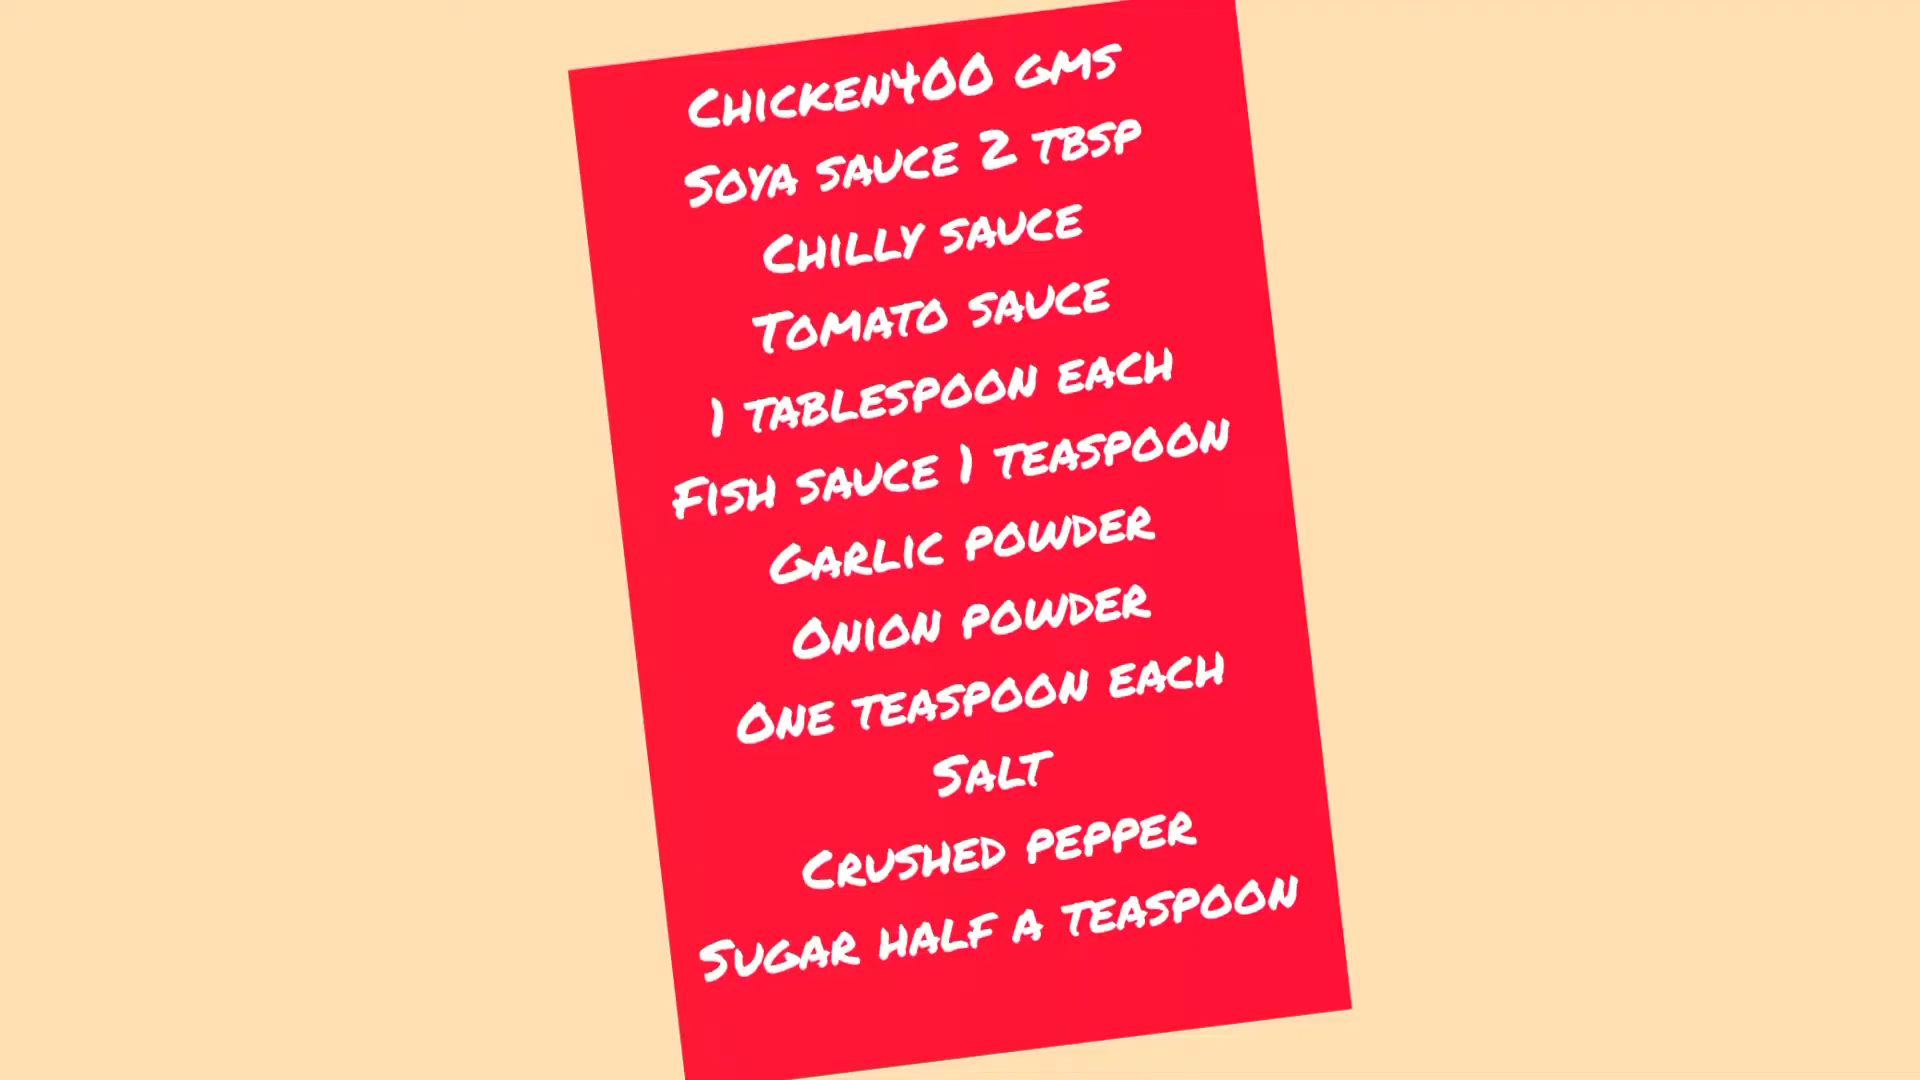 Chicken400 gms
Soya sauce 2 tbsp
Chilly sauce
Tomato sauce
1 tablespoon each
Fish sauce 1 teaspoon
Garlic powder
Onion powder
One teaspoon each
Salt
Crushed pepper
Sugar half a teaspoon